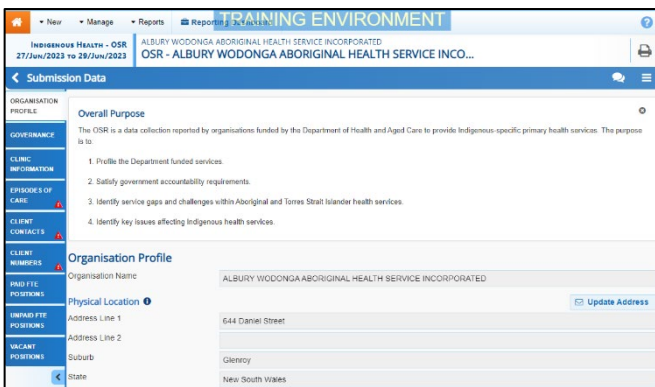 New
Manage
Reports
Reporting
TRAINING ENVIRONMENT
INDIGENOUS HEALTH - OSR
27/JUN/2023 TO 29/JUN/2023
ALBURY WODONGA ABORIGINAL HEALTH SERVICE INCORPORATED
OSR - ALBURY WODONGA ABORIGINAL HEALTH SERVICE INCO...
Submission Data
ORGANISATION
PROFILE
GOVERNANCE
CLINIC
INFORMATION
EPISODES OF
CARE
CLIENT
CONTACTS
CLIENT
NUMBERS
PAID FTE
POSITIONS
UNPAID FTE
POSITIONS
VACANT
POSITIONS
Overall Purpose
The OSR is a data collection reported by organisations funded by the Department of Health and Aged Care to provide Indigenous-specific primary health services. The purpose
is to:
1. Profile the Department funded services.
2. Satisfy government accountability requirements.
3. Identify service gaps and challenges within Aboriginal and Torres Strait Islander health services.
4. Identify key issues affecting Indigenous health services.
Organisation Profile
Organisation Name
ALBURY WODONGA ABORIGINAL HEALTH SERVICE INCORPORATED
Physical Location
Update Address
Address Line 1
644 Daniel Street
Address Line 2
Suburb
Glenroy
State
New South Wales